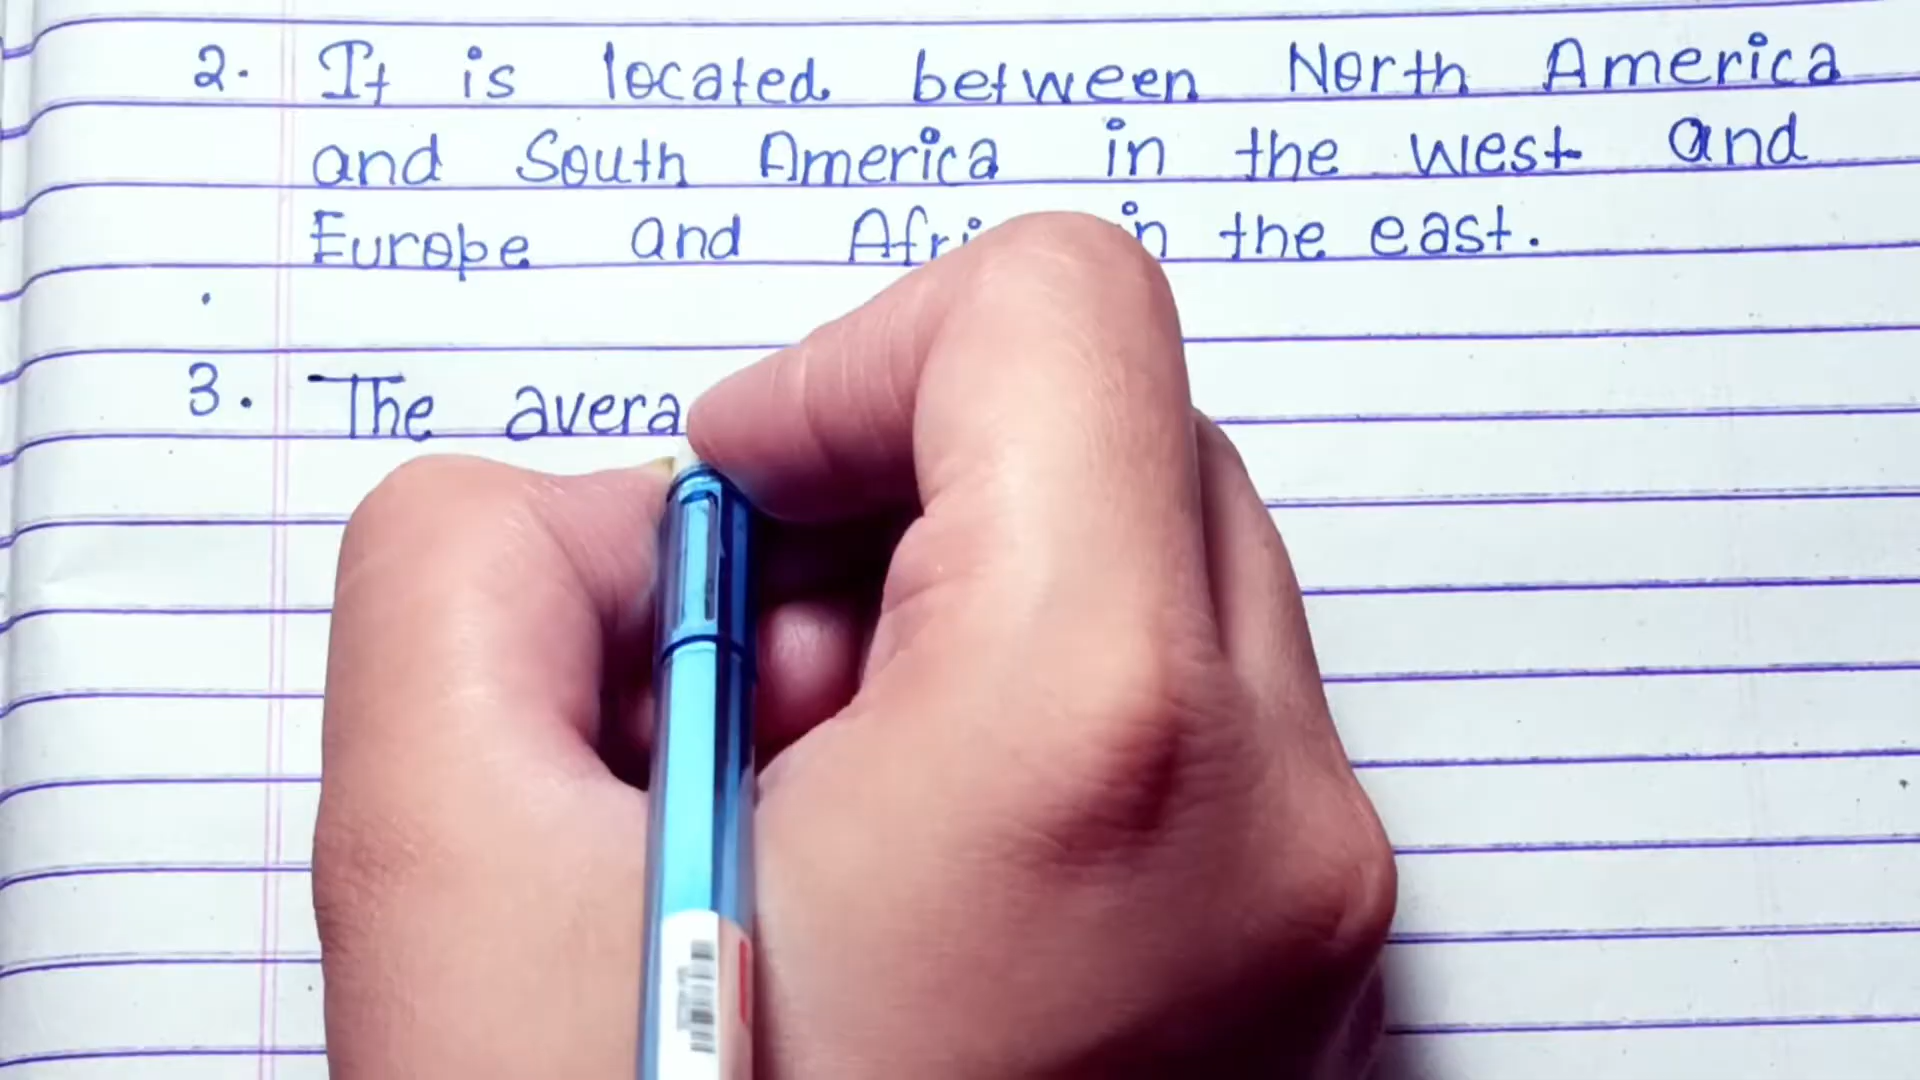 2. It is located between North America
and South America in the west and
Europe and in the east.
3. The